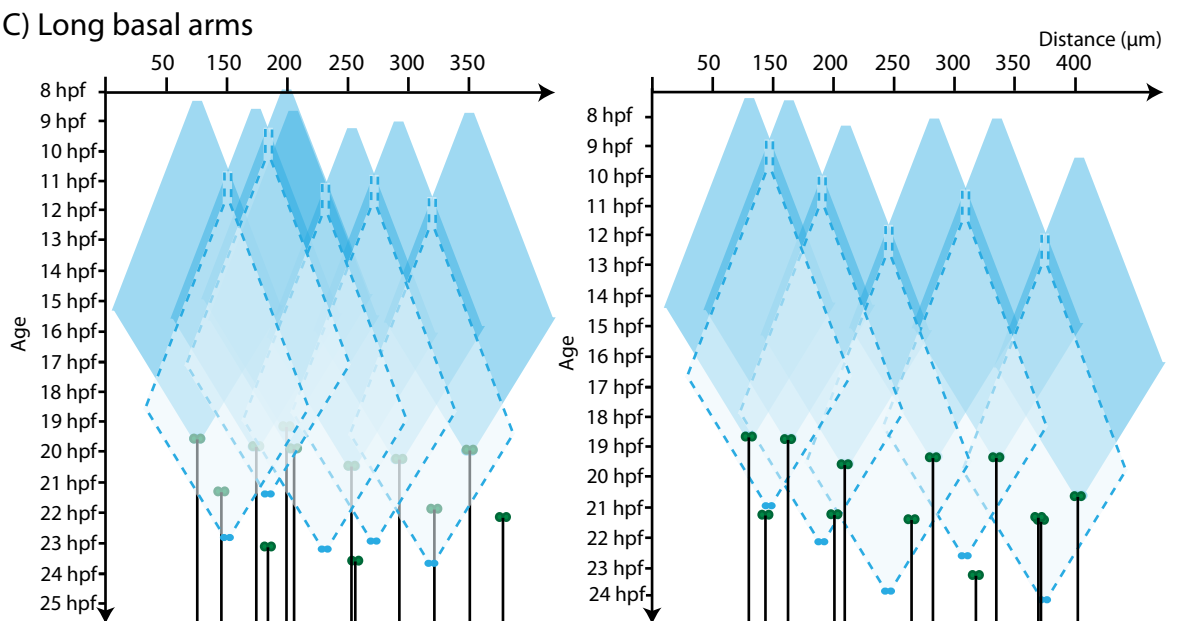 C) Long basal arms
Distance (µm)
50 150 200 250 300 350
50 150 200 250 300 350 400
Age
8 hpf
9 hpf
10 hpf
11 hpf
12 hpf
13 hpf
14 hpf
15 hpf
16 hpf
17 hpf
18 hpf
19 hpf
20 hpf
21 hpf
22 hpf
23 hpf
24 hpf
25 hpf
Age
8 hpf
9 hpf
10 hpf
11 hpf
12 hpf
13 hpf
14 hpf
15 hpf
16 hpf
17 hpf
18 hpf
19 hpf
20 hpf
21 hpf
22 hpf
23 hpf
24 hpf